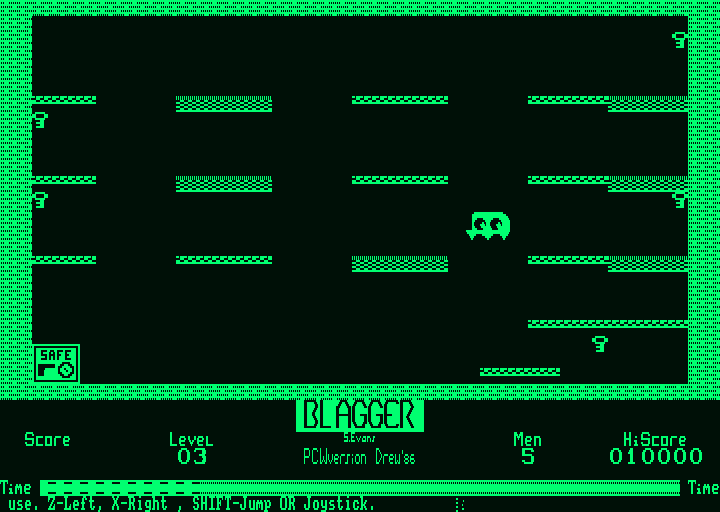 SAFE
BLAGGER
S.Evans
PCWversion Drew'86
Score
Level
03
Men
5
HiScore
010000
Time
Time
use. Z-Left, X-Right , SHIFT-Jump OR Joystick.